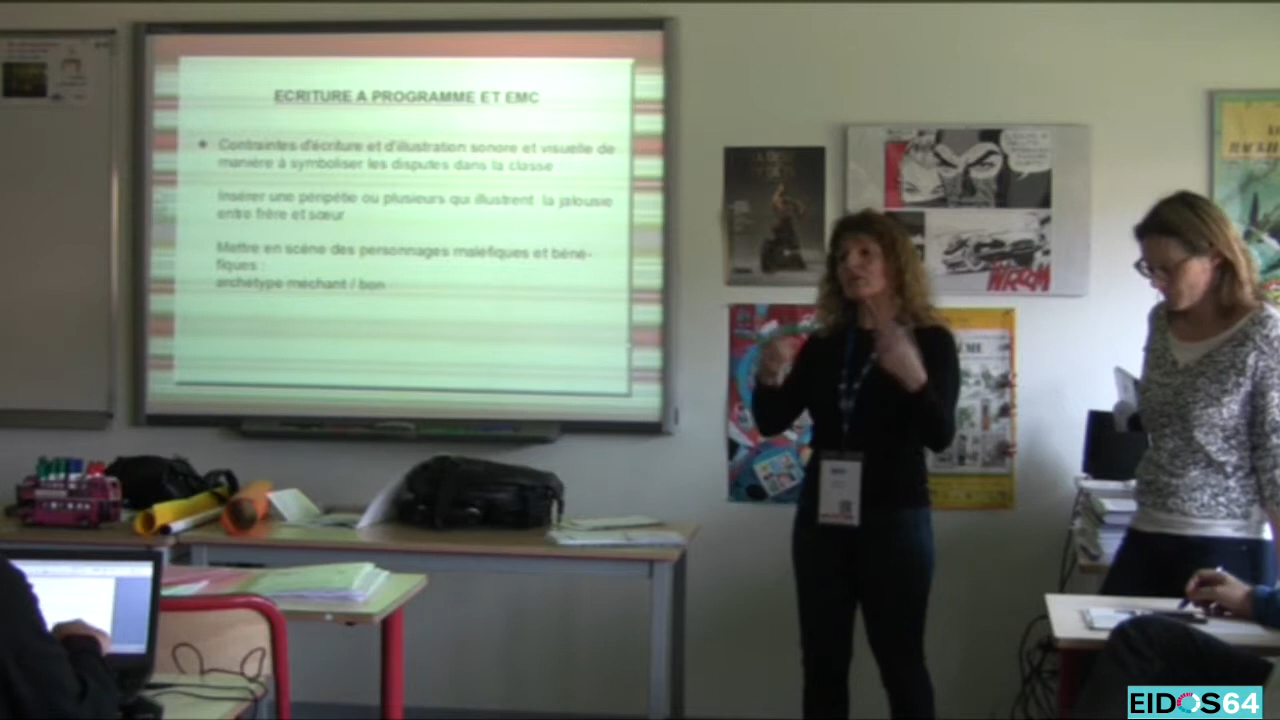 ECRITURE A PROGRAMME ET EMC
Contraintes d'écriture et d'illustration sonore et visuelle de
manière à symboliser les disputes dans la classe
Insérer une péripétie ou plusieurs qui illustrent la jalousie
entre frère et sœur
Mettre en scène des personnages maléfiques et béné-
fiques
archetype méchant / bon
WROOM
EIDOS64